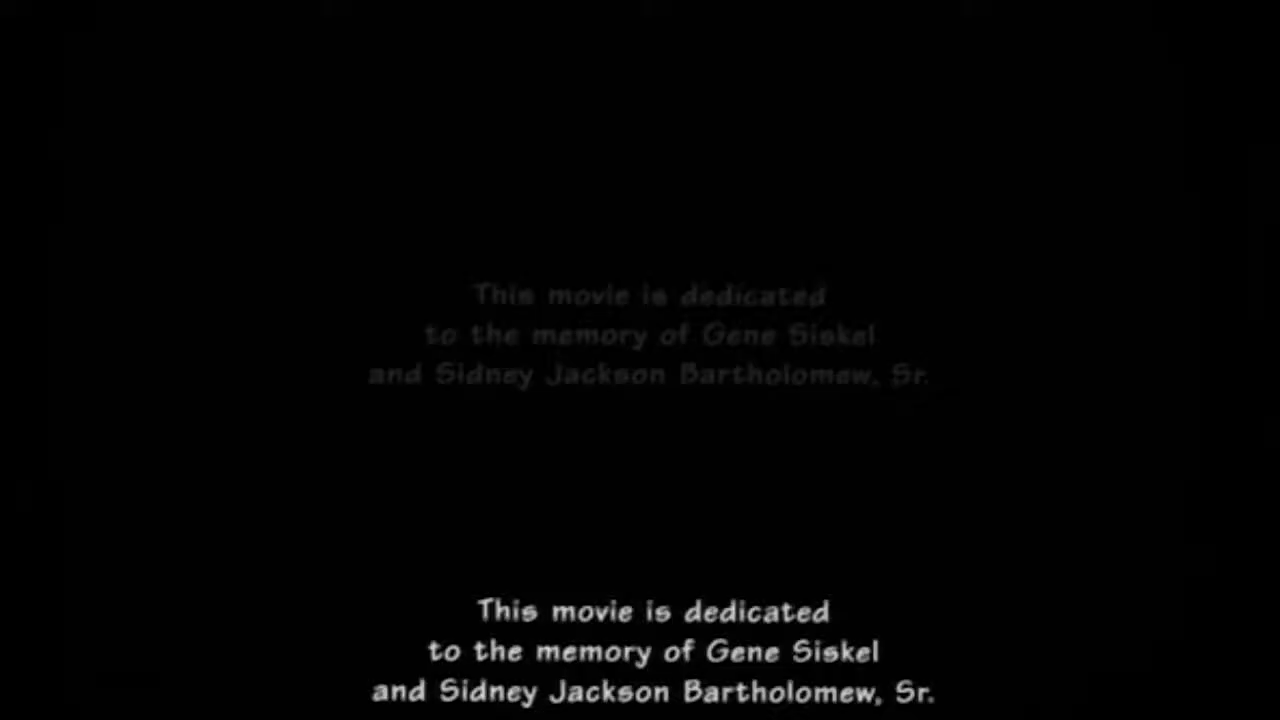 This movie is dedicated
to the memory of Gene Siskel
and Sidney Jackson Bartholomew, Sr.
This movie is dedicated
to the memory of Gene Siskel
and Sidney Jackson Bartholomew, Sr.